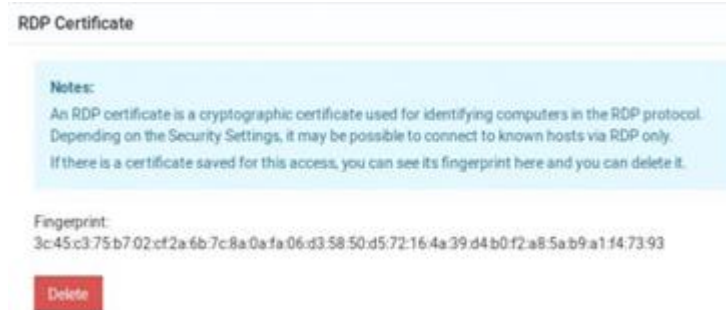 RDP Certificate
Notes:
An RDP certificate is a cryptographic certificate used for identifying computers in the RDP protocol.
Depending on the Security Settings, it may be possible to connect to known hosts via RDP only.
If there is a certificate saved for this access, you can see its fingerprint here and you can delete it.
Fingerprint:
3c:45:c3:75:b7:02:cf:2a:6b:7c:8a:0a:fa:06:d3:58:50:d5:72:16:4a:39:d4:b0:f2:a8:5a:b9:a1:f4:73:93
Delete